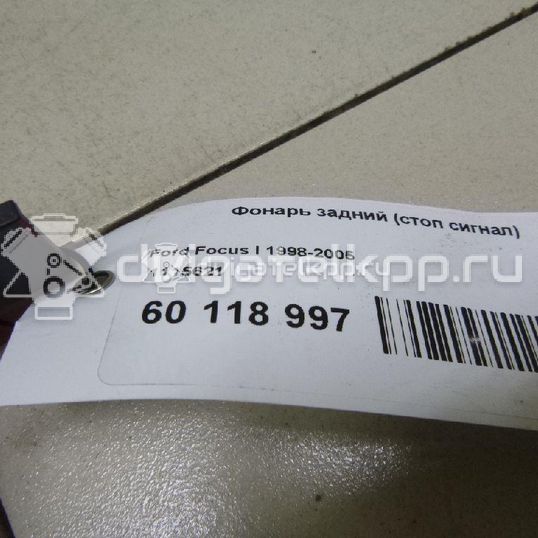 Фонарь задний (стоп сигнал)
Ford Focus I 1998-2005
60 118 997